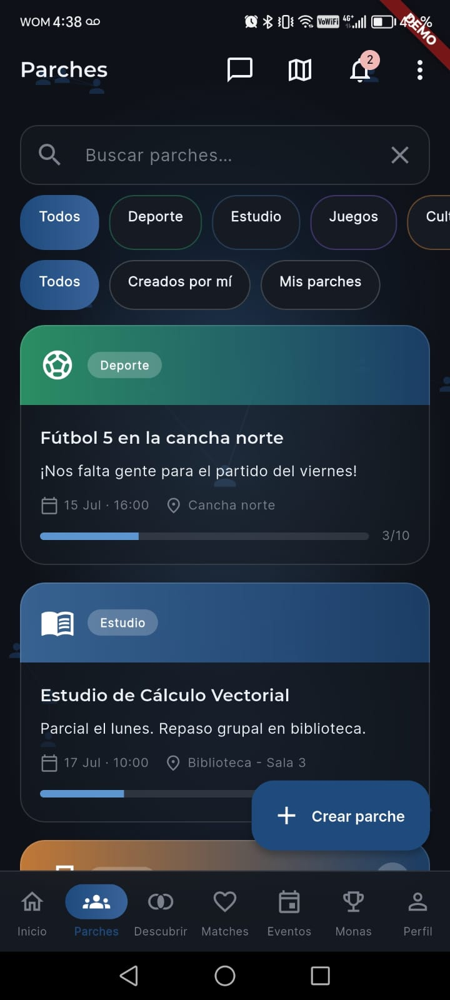 WOM 4:38 VoWiFi 4G+ %
DEMO
Parches 2
Buscar parches...
Todos Deporte Estudio Juegos
Todos Creados por mí Mis parches
Deporte
Fútbol 5 en la cancha norte
¡Nos falta gente para el partido del viernes!
15 Jul · 16:00 Cancha norte
3/10
Estudio
Estudio de Cálculo Vectorial
Parcial el lunes. Repaso grupal en biblioteca.
17 Jul · 10:00 Biblioteca - Sala 3
Crear parche
Inicio Parches Descubrir Matches Eventos Monas Perfil